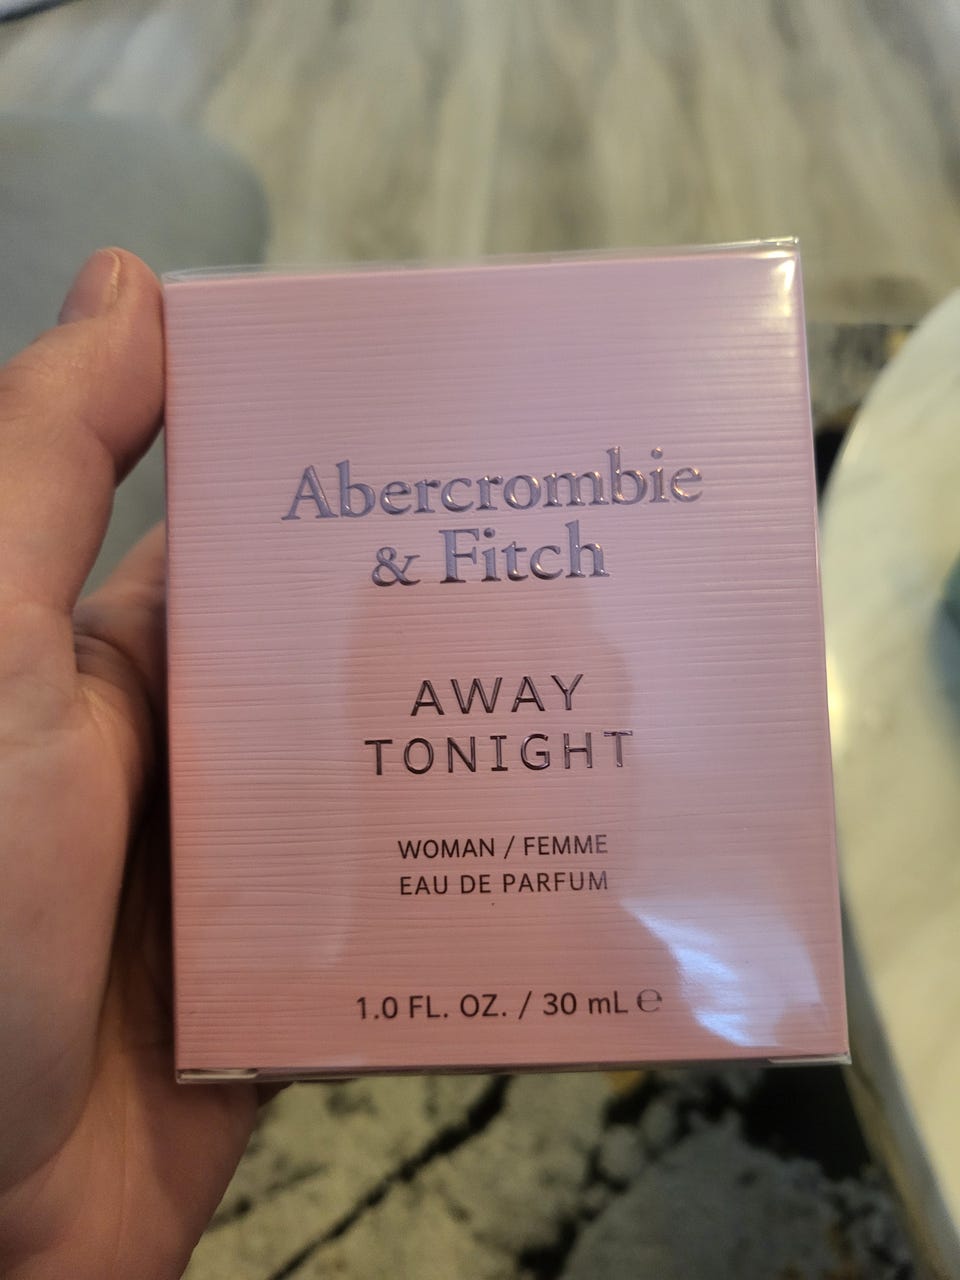 Abercrombie
& Fitch
AWAY
TONIGHT
WOMAN / FEMME
EAU DE PARFUM
1.0 FL. OZ. / 30 mL ℮